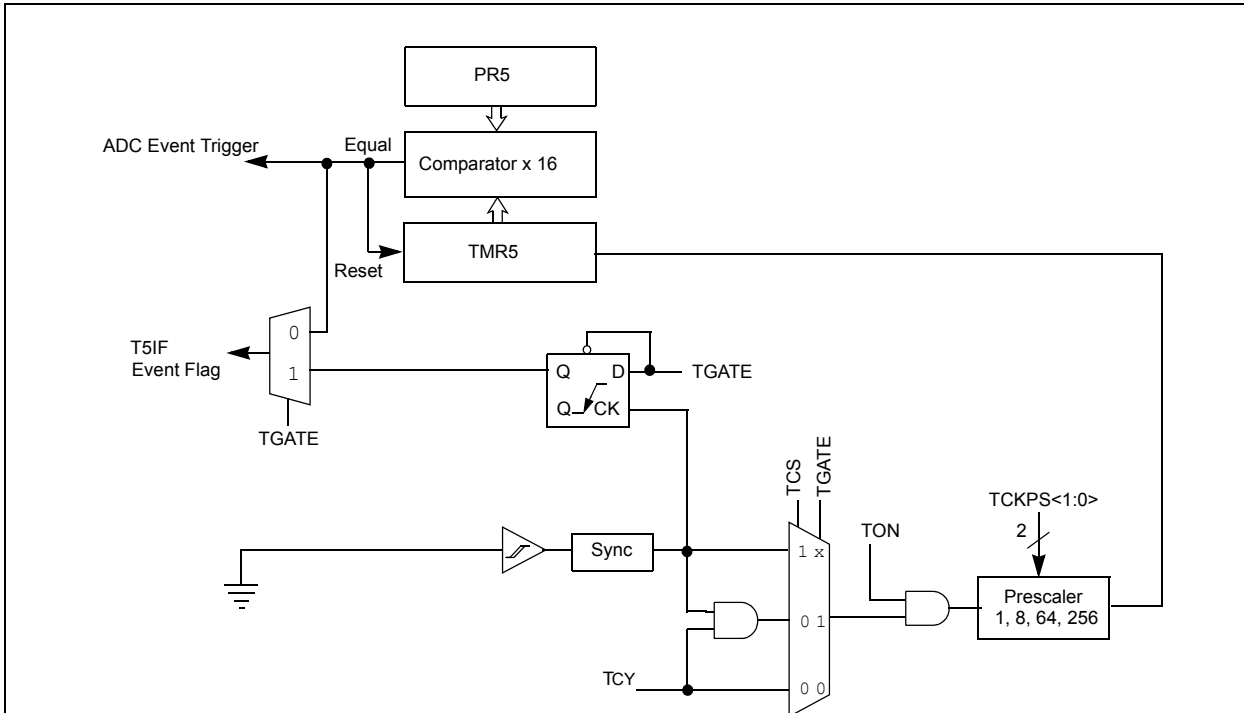 PR5
ADC Event Trigger
Equal
Comparator x 16
TMR5
Reset
0
T5IF
Event Flag
1
TGATE
Q D
TGATE
Q CK
TCS
TGATE
TCKPS<1:0>
2
TON
Sync
1 x
Prescaler
1, 8, 64, 256
0 1
TCY
0 0